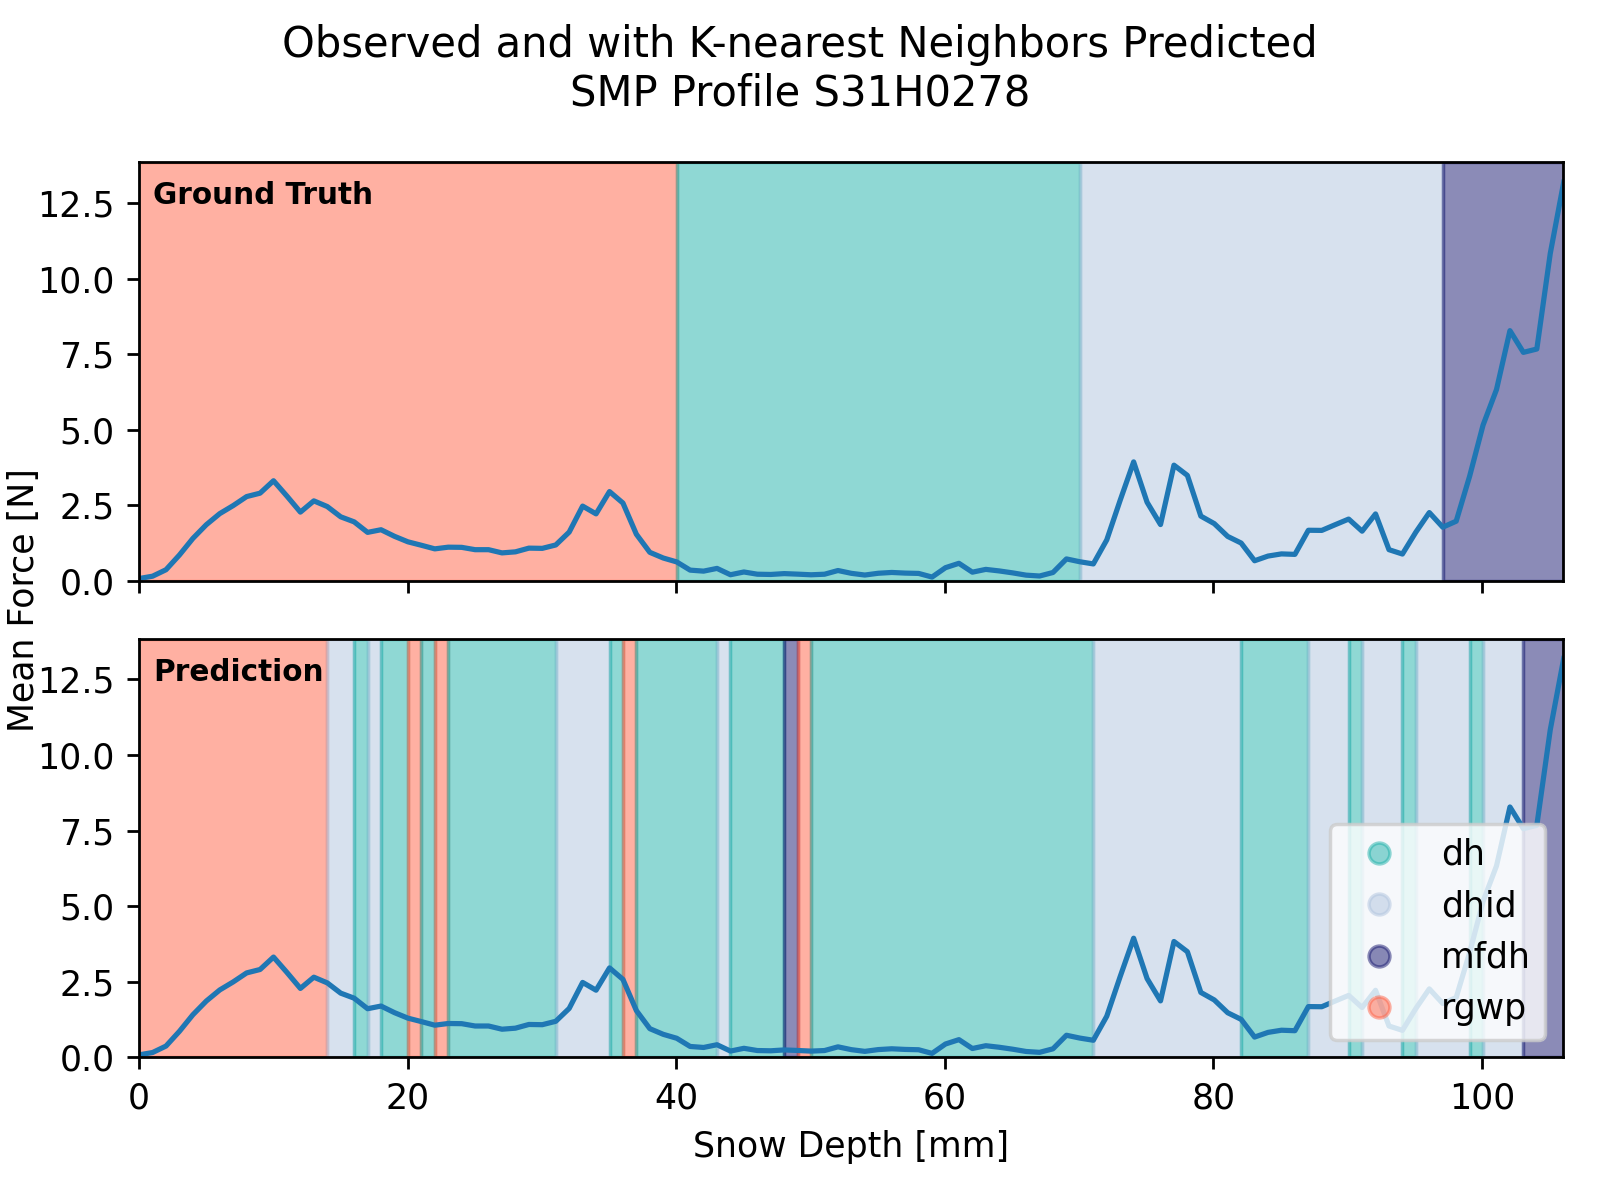 Observed and with K-nearest Neighbors Predicted
SMP Profile S31H0278
Mean Force [N]
Ground Truth
12.5
10.0
7.5
5.0
2.5
0.0
Prediction
12.5
10.0
7.5
5.0
2.5
0.0
dh
dhid
mfdh
rgwp
0 20 40 60 80 100
Snow Depth [mm]